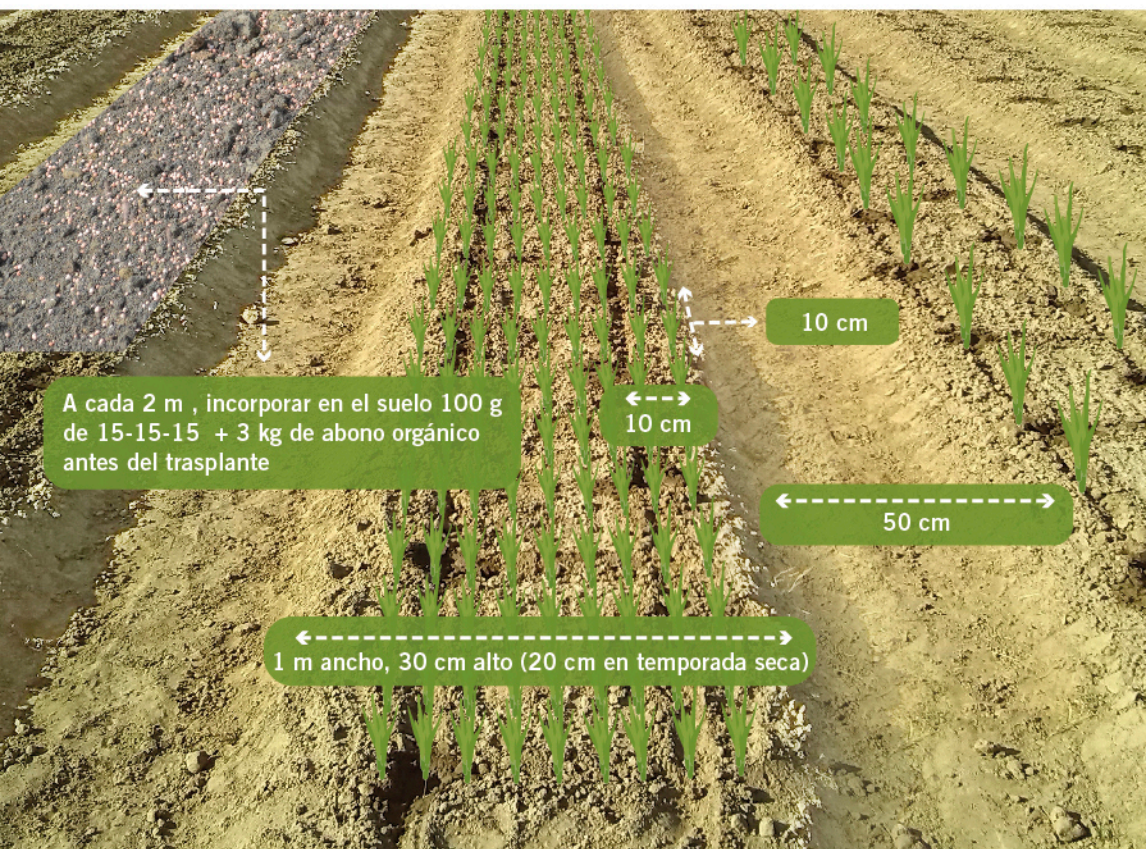 10 cm
A cada 2 m , incorporar en el suelo 100 g
de 15-15-15 + 3 kg de abono orgánico
antes del trasplante
10 cm
50 cm
1 m ancho, 30 cm alto (20 cm en temporada seca)